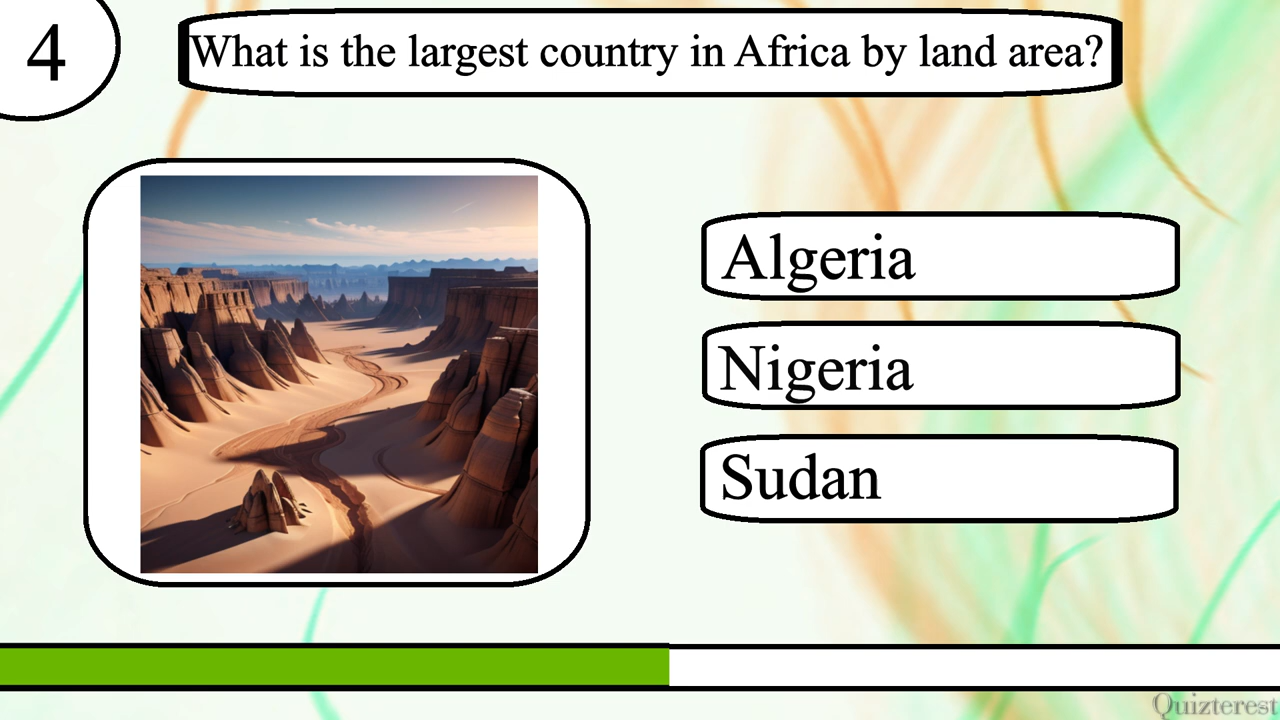 4
What is the largest country in Africa by land area?
Algeria
Nigeria
Sudan
Quizterest